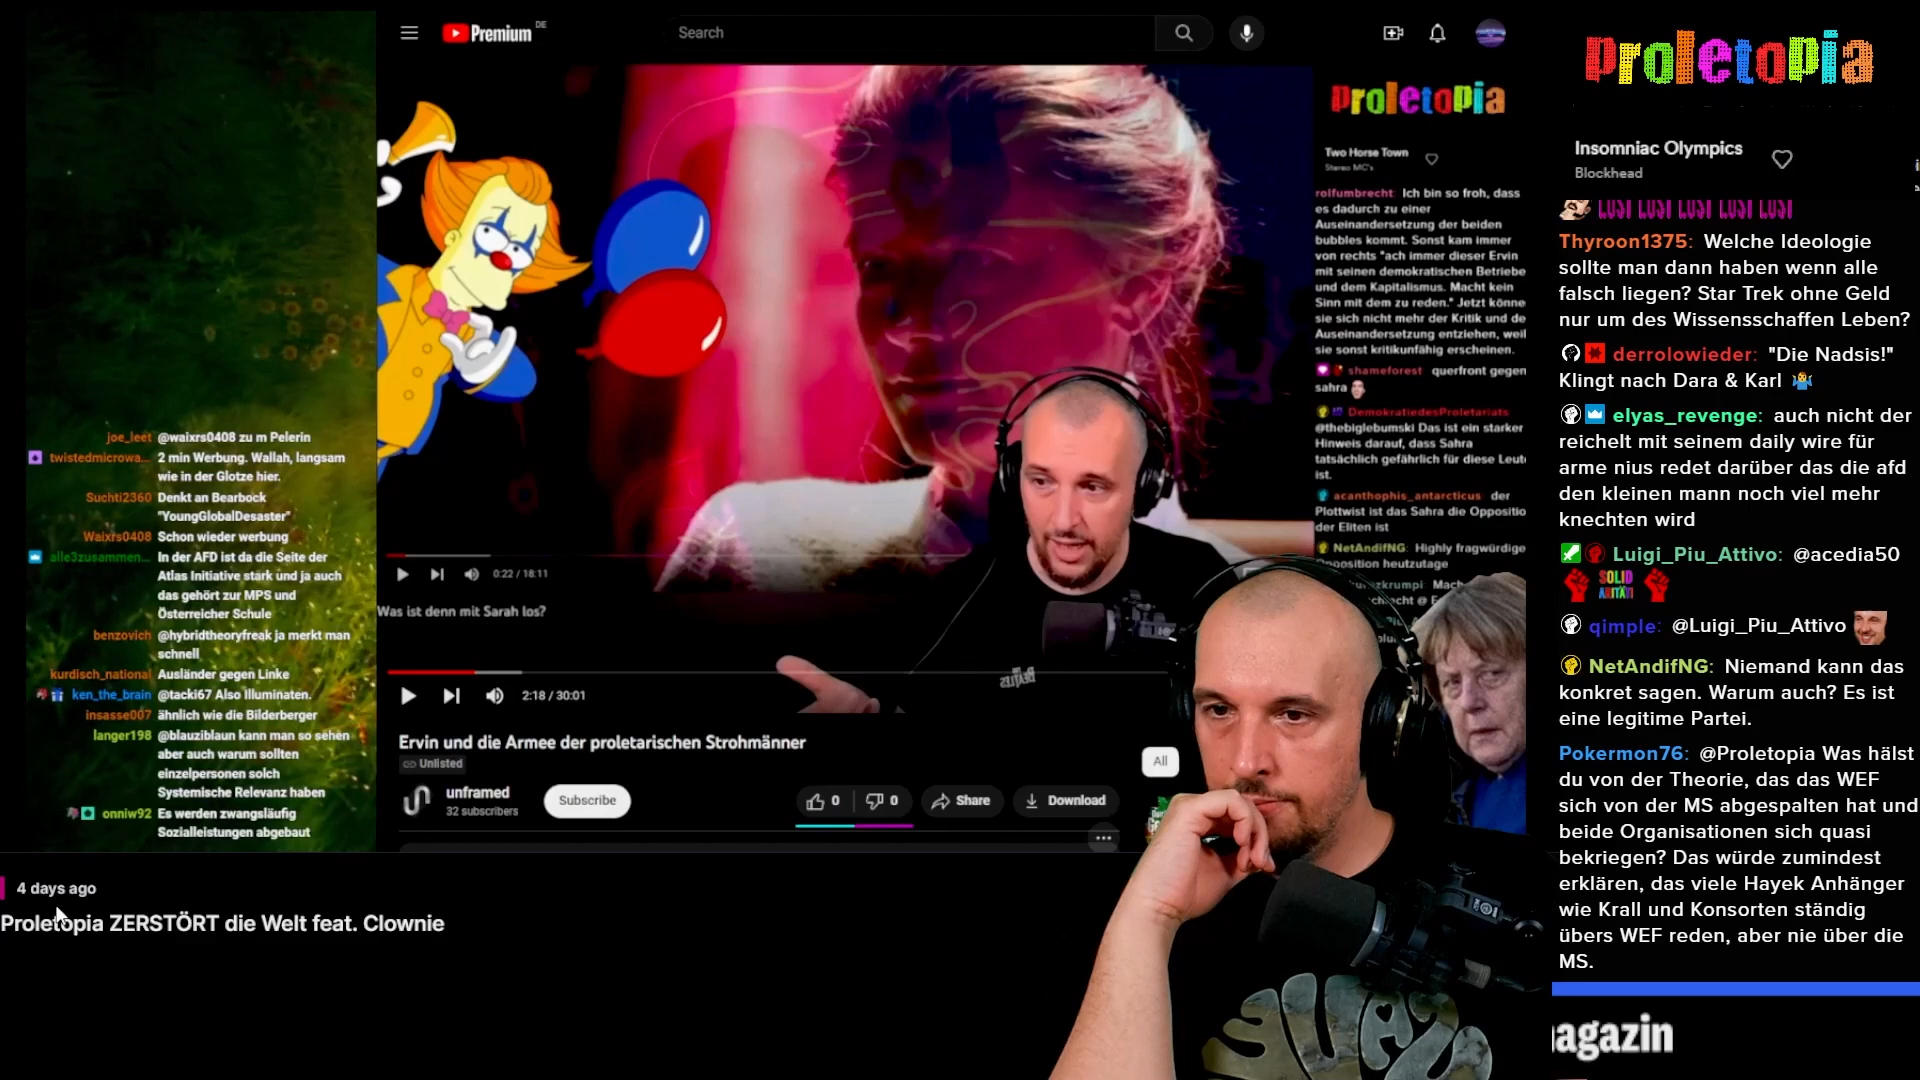 joe_leet @waixrs0408 zu m Pelerin
twistedmicrowa... 2 min Werbung. Wallah, langsam
wie in der Glotze hier.
Suchti2360 Denkt an Bearbock
"YoungGlobalDesaster"
Waixrs0408 Schon wieder werbung
alle3zusammen... In der AFD ist da die Seite der
Atlas Initiative stark und ja auch
das gehört zur MPS und
Österreicher Schule
benzovich @hybridtheoryfreak ja merkt man
schnell
kurdisch_national Ausländer gegen Linke
ken_the_brain @tacki67 Also Illuminaten.
insasse007 ähnlich wie die Bilderberger
langer198 @blauziblaun kann man so sehen
aber auch warum sollten
einzelpersonen solch
Systemische Relevanz haben
onniw92 Es werden zwangsläufig
Sozialleistungen abgebaut
Premium DE
Search
Proletopia
Two Horse Town
Stereo MC's
rolfumbrecht: Ich bin so froh, dass
es dadurch zu einer
Auseinandersetzung der beiden
bubbles kommt. Sonst kam immer
von rechts "ach immer dieser Ervin
mit seinen demokratischen Betriebe
und dem Kapitalismus. Macht kein
Sinn mit dem zu reden." Jetzt könne
sie sich nicht mehr der Kritik und de
Auseinandersetzung entziehen, weil
sie sonst kritikunfähig erscheinen.
shameforest querfront gegen
sahra
DemokratiedesProletariats
@thebiglebumski Das ist ein starker
Hinweis darauf, dass Sahra
tatsächlich gefährlich für diese Leute
ist.
acanthophis_antarcticus der
Plottwist ist das Sahra die Oppositio
der Eliten ist
NetAndifNG: Highly fragwürdige
Opposition heutzutage
0:22 / 18:11
Was ist denn mit Sarah los?
2:18 / 30:01
Ervin und die Armee der proletarischen Strohmänner
Unlisted
unframed
32 subscribers
Subscribe
0
0
Share
Download
All
4 days ago
Proletopia ZERSTÖRT die Welt feat. Clownie
Proletopia
Insomniac Olympics
Blockhead
LOST LOST LOST LOST LOST
Thyroon1375: Welche Ideologie
sollte man dann haben wenn alle
falsch liegen? Star Trek ohne Geld
nur um des Wissensschaffen Leben?
derrolowieder: "Die Nadsis!"
Klingt nach Dara & Karl
elyas_revenge: auch nicht der
reichelt mit seinem daily wire für
arme nius redet darüber das die afd
den kleinen mann noch viel mehr
knechten wird
Luigi_Piu_Attivo: @acedia50
SOLID
ARITÄT!
qimple: @Luigi_Piu_Attivo
NetAndifNG: Niemand kann das
konkret sagen. Warum auch? Es ist
eine legitime Partei.
Pokermon76: @Proletopia Was hälst
du von der Theorie, das das WEF
sich von der MS abgespalten hat und
beide Organisationen sich quasi
bekriegen? Das würde zumindest
erklären, das viele Hayek Anhänger
wie Krall und Konsorten ständig
übers WEF reden, aber nie über die
MS.
agazin